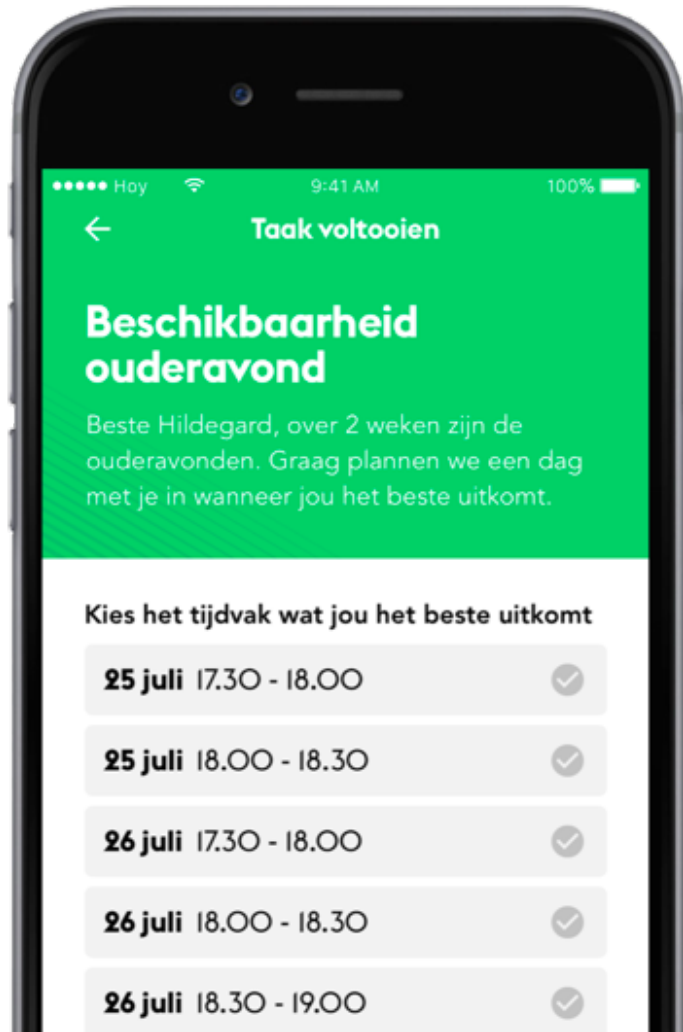 Hoy 9:41 AM 100%
Taak voltooien
Beschikbaarheid
ouderavond
Beste Hildegard, over 2 weken zijn de
ouderavonden. Graag plannen we een dag
met je in wanneer jou het beste uitkomt.
Kies het tijdvak wat jou het beste uitkomt
25 juli 17.30 - 18.00
25 juli 18.00 - 18.30
26 juli 17.30 - 18.00
26 juli 18.00 - 18.30
26 juli 18.30 - 19.00